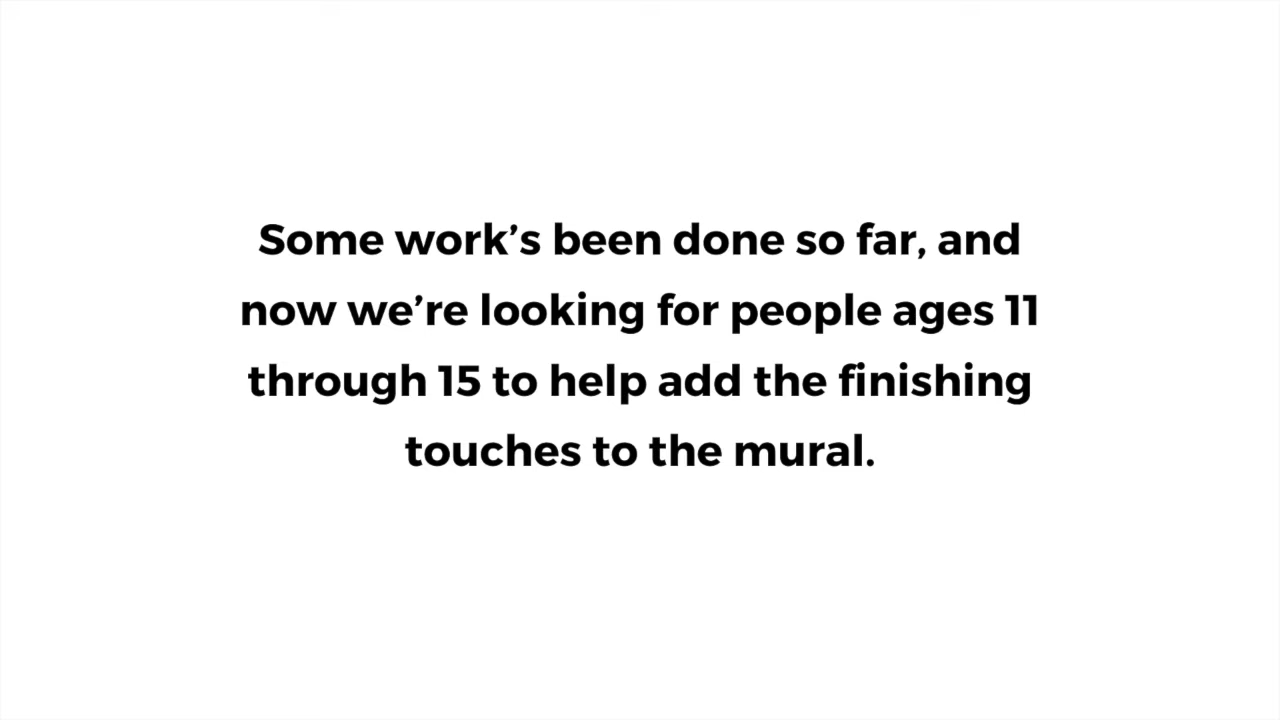 Some work’s been done so far, and
now we’re looking for people ages 11
through 15 to help add the finishing
touches to the mural.